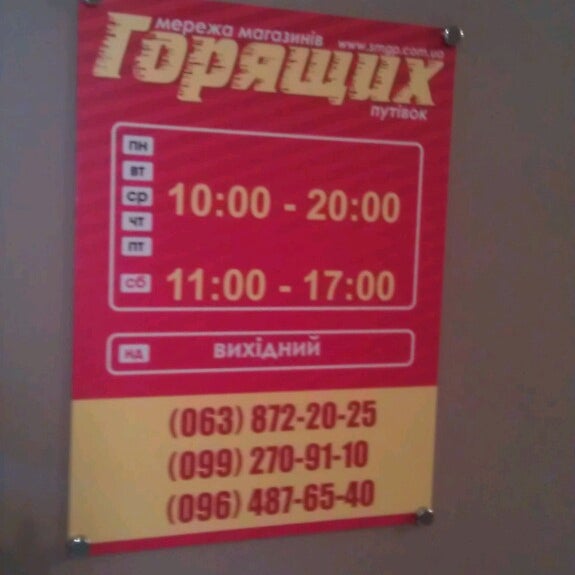 мережа магазинів
www.smgp.com.ua
Горящих
путівок
пн
вт
ср
чт
пт
10:00 - 20:00
сб
11:00 - 17:00
нд
вихідний
(063) 872-20-25
(099) 270-91-10
(096) 487-65-40